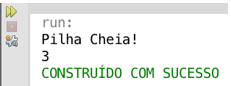 run:
Pilha Cheia!
3
CONSTRUÍDO COM SUCESSO